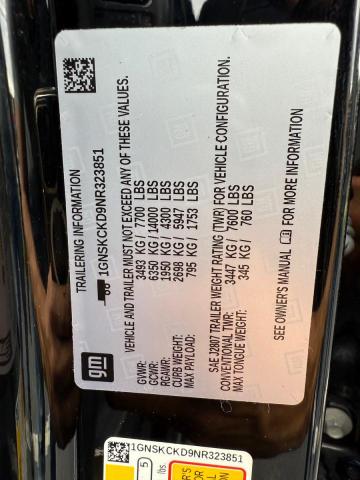 gm
TRAILERING INFORMATION
1GNSKCKD9NR323851
VEHICLE AND TRAILER MUST NOT EXCEED ANY OF THESE VALUES.
GVWR: 3492 KG / 7700 LBS
GCWR: 6350 KG / 14000 LBS
RGAWR: 1950 KG / 4300 LBS
CURB WEIGHT: 2698 KG / 5947 LBS
MAX PAYLOAD: 795 KG / 1753 LBS
SAE J2807 TRAILER WEIGHT RATING (TWR) FOR VEHICLE CONFIGURATION.
CONVENTIONAL TWR: 3447 KG / 7600 LBS
MAX TONGUE WEIGHT: 345 KG / 760 LBS
SEE OWNER'S MANUAL FOR MORE INFORMATION
1GNSKCKD9NR323851
5
lbs.